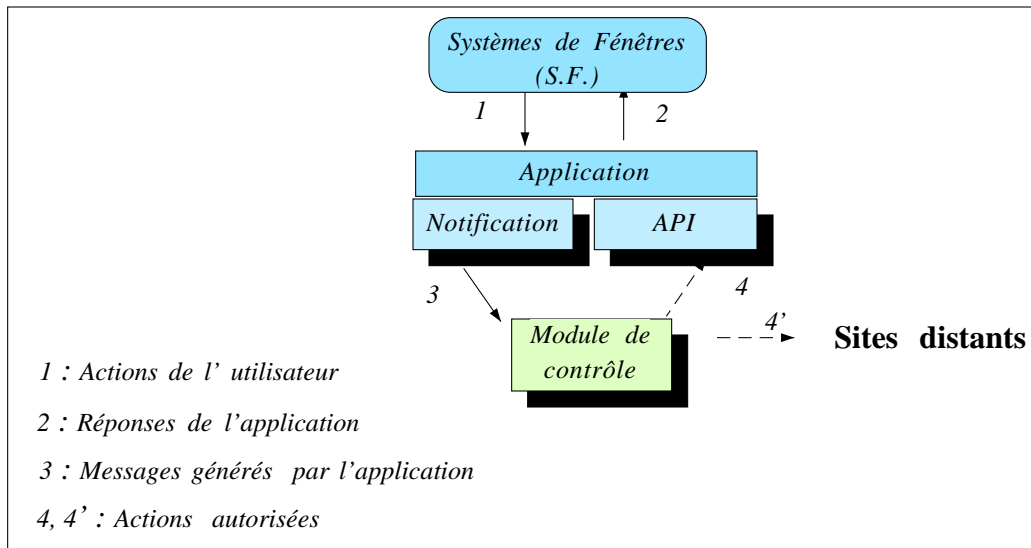 Systèmes de Fénêtres
(S.F.)
1
2
Application
Notification
API
3
4
Module de
contrôle
4'
Sites distants
1 : Actions de l' utilisateur
2 : Réponses de l'application
3 : Messages générés par l'application
4, 4' : Actions autorisées